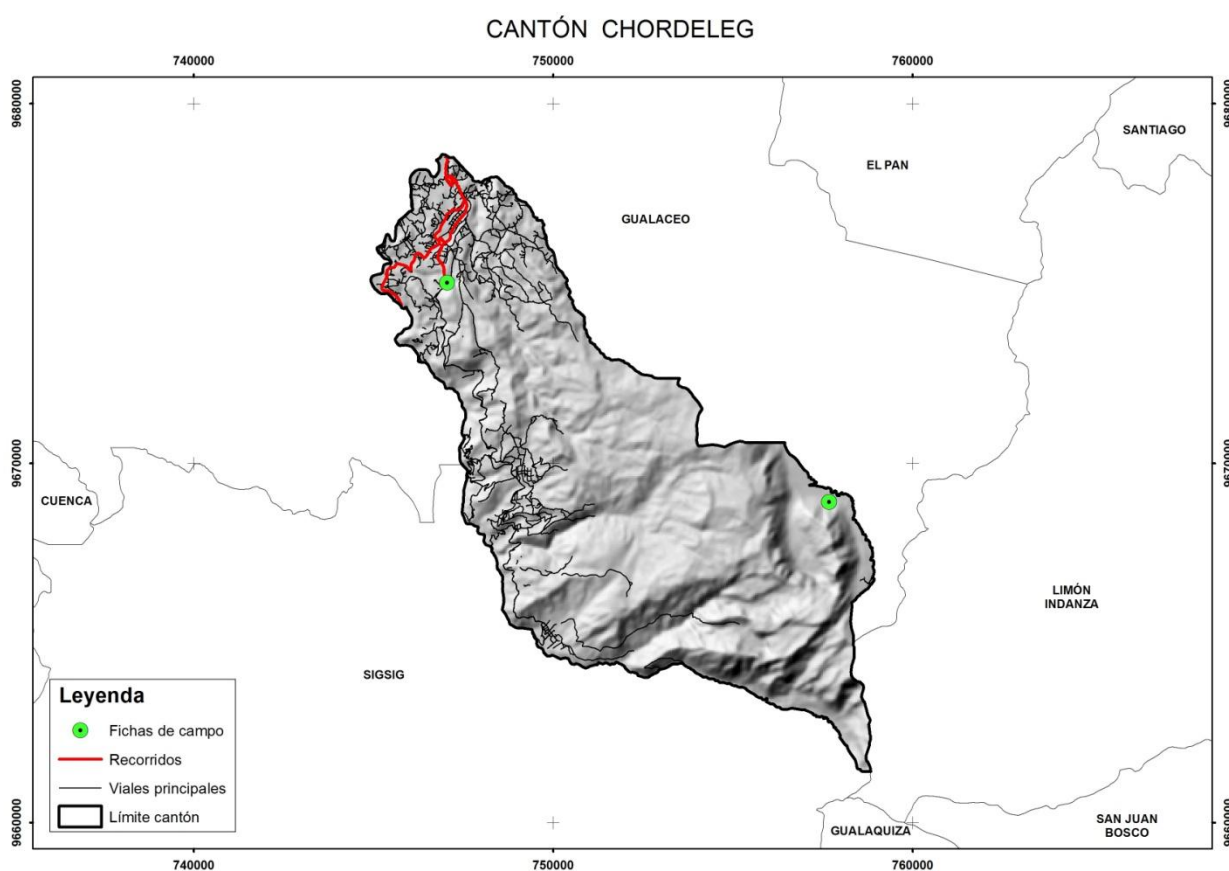 CANTÓN CHORDELEG
740000
750000
760000
9680000
9680000
SANTIAGO
EL PAN
GUALACEO
9670000
9670000
CUENCA
LIMÓN
INDANZA
SIGSIG
Leyenda
Fichas de campo
Recorridos
Viales principales
Límite cantón
9660000
9660000
SAN JUAN
BOSCO
GUALAQUIZA
740000
750000
760000